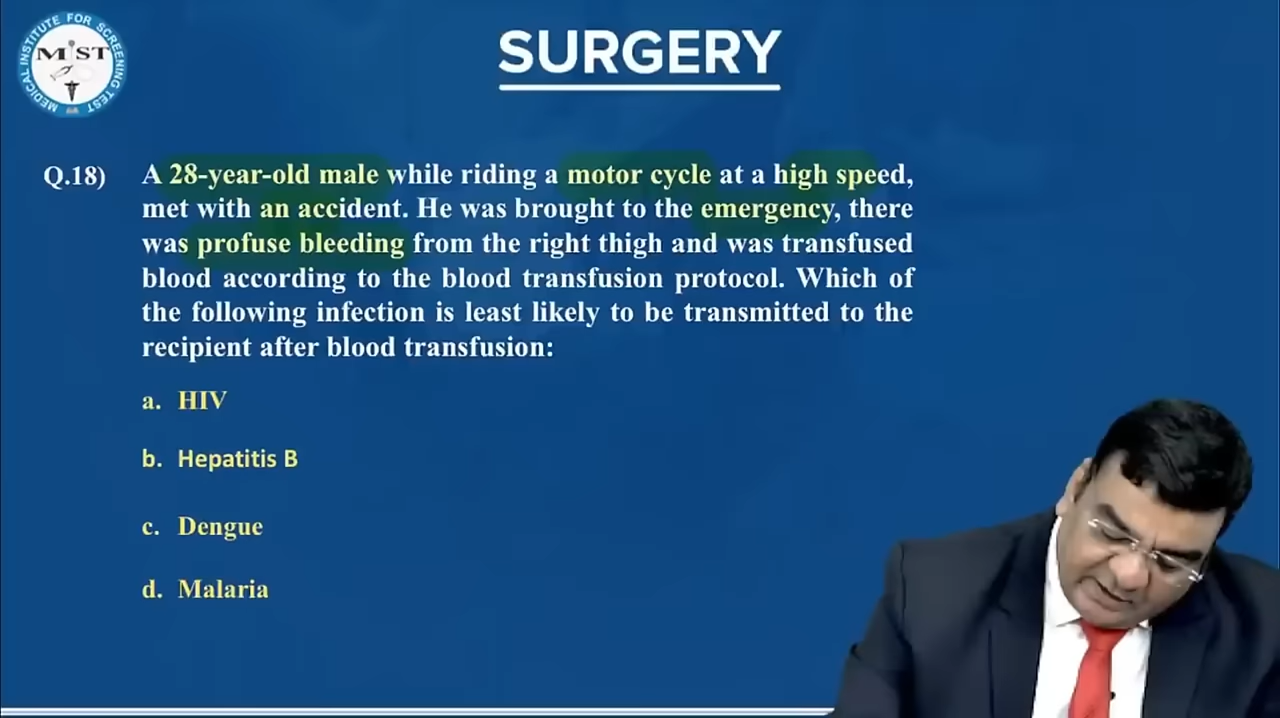 MEDICAL INSTITUTE FOR SCREENING TEST
MIST
SURGERY
Q.18) A 28-year-old male while riding a motor cycle at a high speed,
met with an accident. He was brought to the emergency, there
was profuse bleeding from the right thigh and was transfused
blood according to the blood transfusion protocol. Which of
the following infection is least likely to be transmitted to the
recipient after blood transfusion:
a. HIV
b. Hepatitis B
c. Dengue
d. Malaria